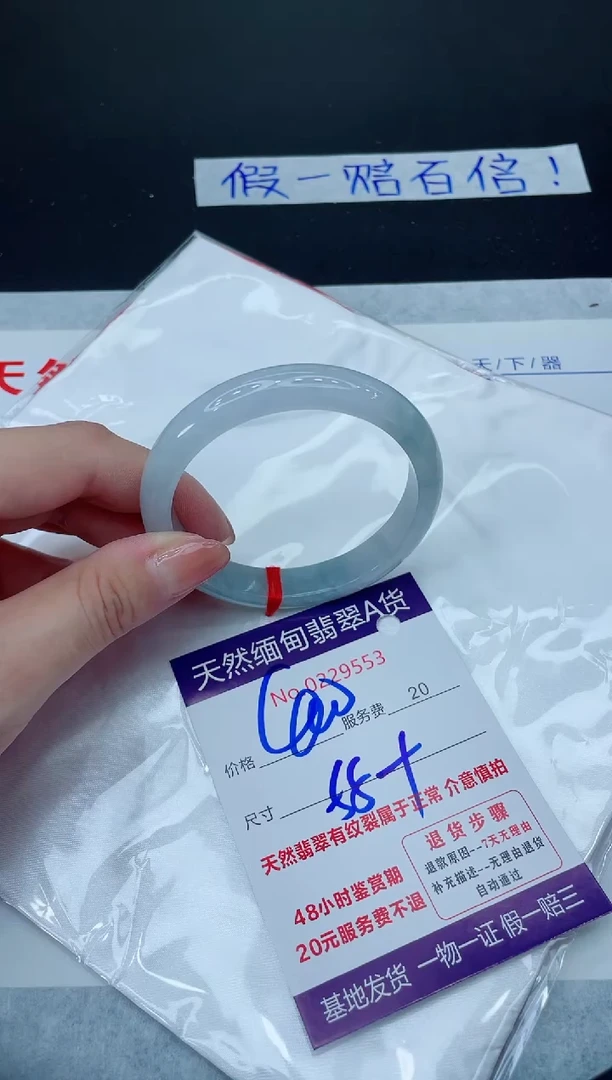 假一赔百倍！
天/下/器
天然缅甸翡翠A货
No.0229553
价格 服务费 20
尺寸 55+
天然翡翠有纹裂属于正常 介意慎拍
48小时鉴赏期
20元服务费不退
退货步骤
退款原因--7天无理由
补充描述--无理由退货
自动通过
基地发货 一物一证 假一赔三